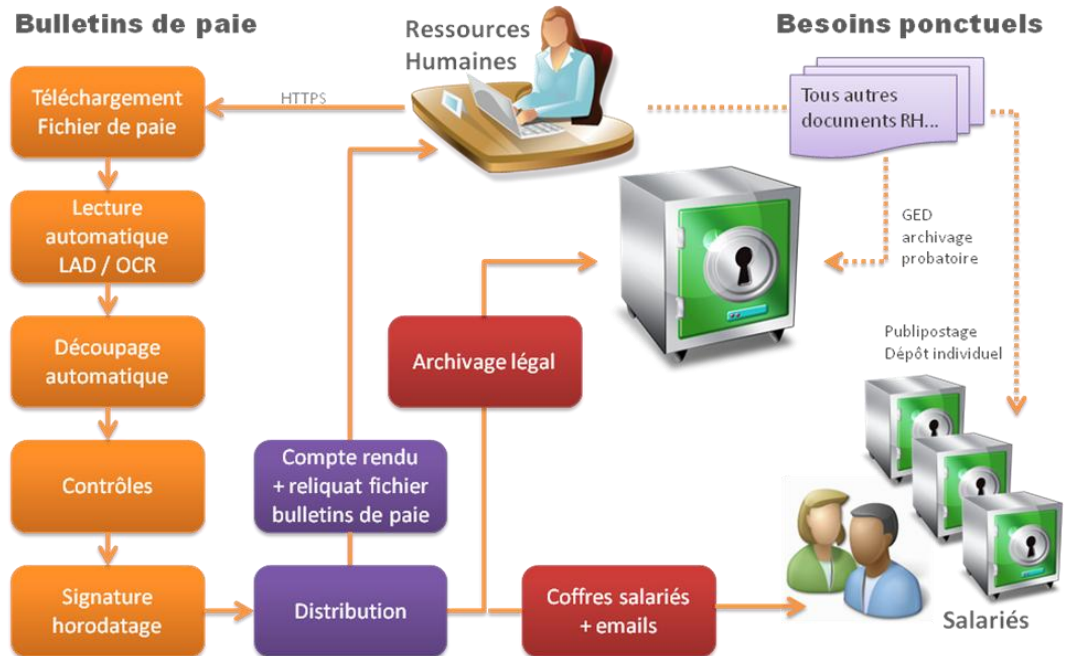 Bulletins de paie
Ressources
Humaines
Besoins ponctuels
Téléchargement
Fichier de paie
HTTPS
Tous autres
documents RH...
Lecture
automatique
LAD / OCR
GED
archivage
probatoire
Découpage
automatique
Archivage légal
Publipostage
Dépôt individuel
Contrôles
Compte rendu
+ reliquat fichier
bulletins de paie
Signature
horodatage
Distribution
Coffres salariés
+ emails
Salariés